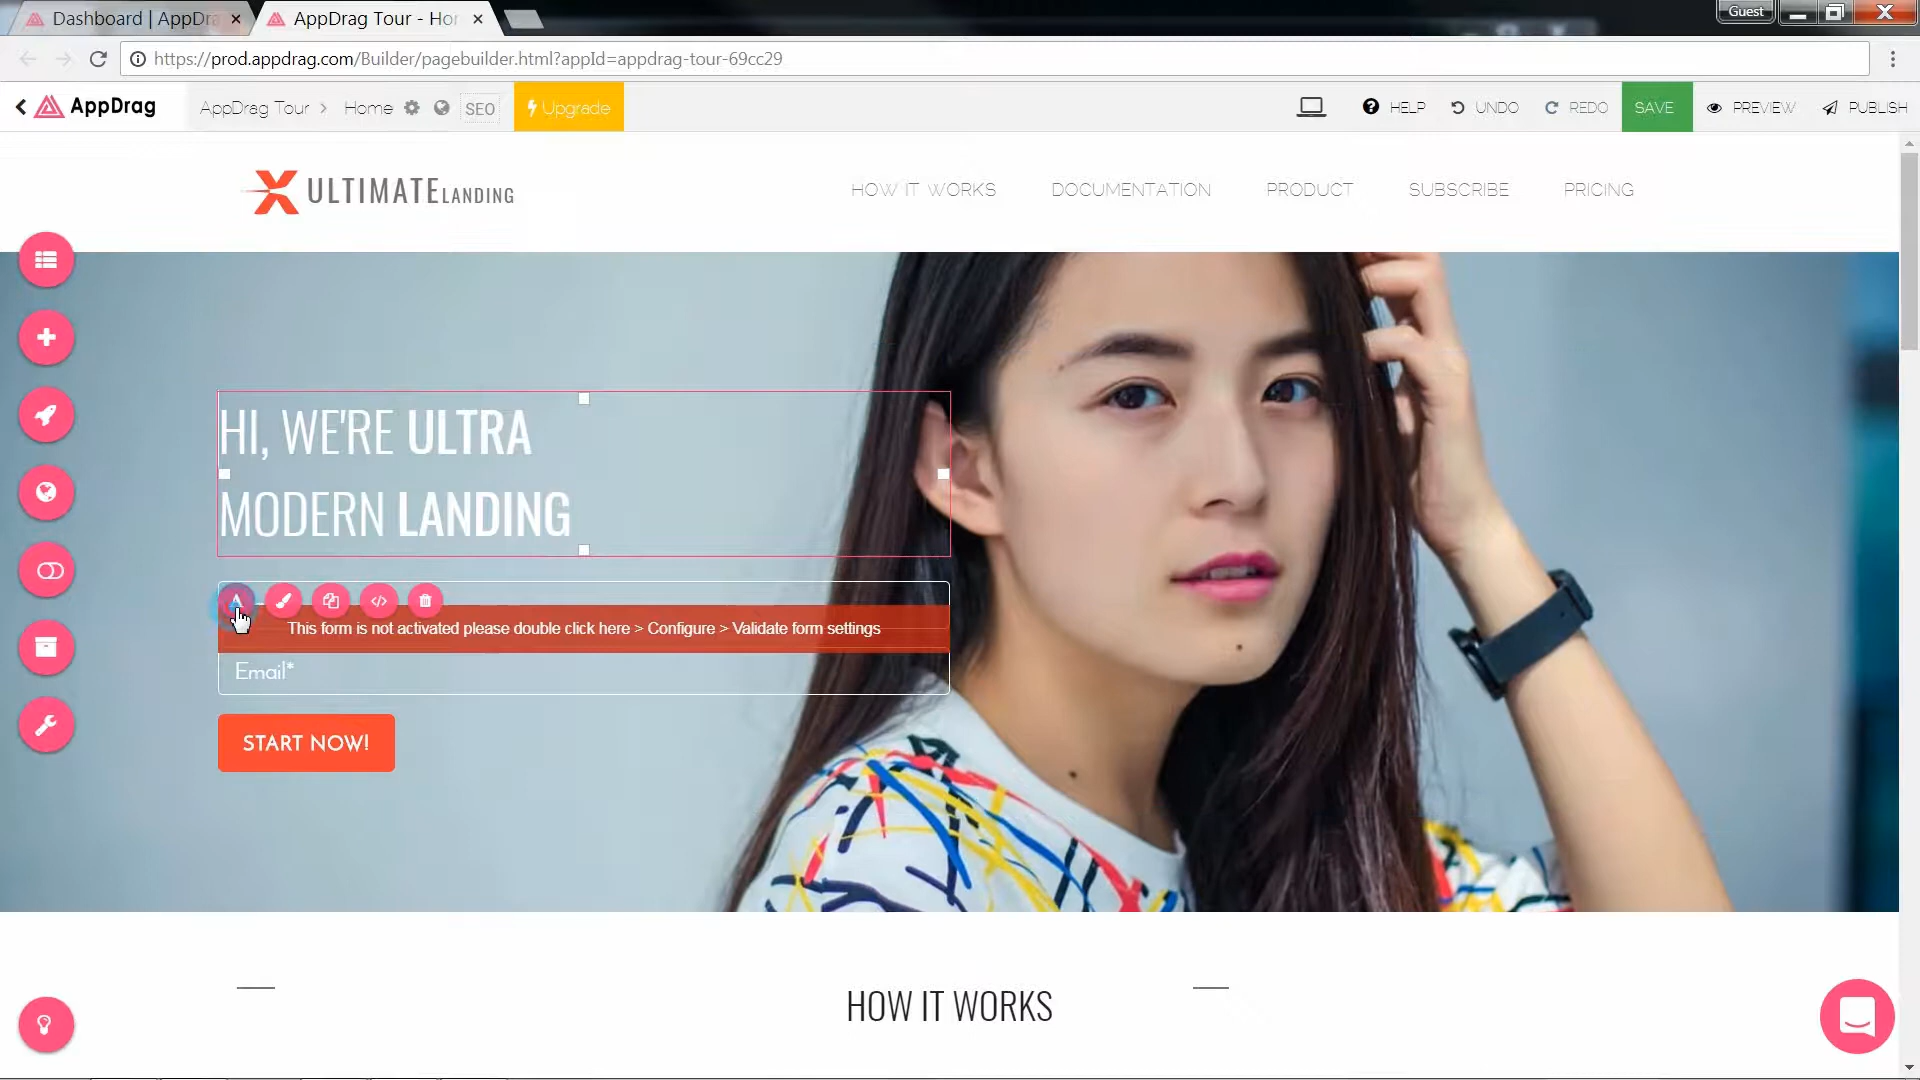 Dashboard | AppDra
AppDrag Tour - Hor
Guest
https://prod.appdrag.com/Builder/pagebuilder.html?appId=appdrag-tour-69cc29
AppDrag
AppDrag Tour > Home
SEO
Upgrade
HELP
UNDO
REDO
SAVE
PREVIEW
PUBLISH
ULTIMATE LANDING
HOW IT WORKS
DOCUMENTATION
PRODUCT
SUBSCRIBE
PRICING
HI, WE'RE ULTRA
MODERN LANDING
This form is not activated please double click here > Configure > Validate form settings
Email*
START NOW!
HOW IT WORKS